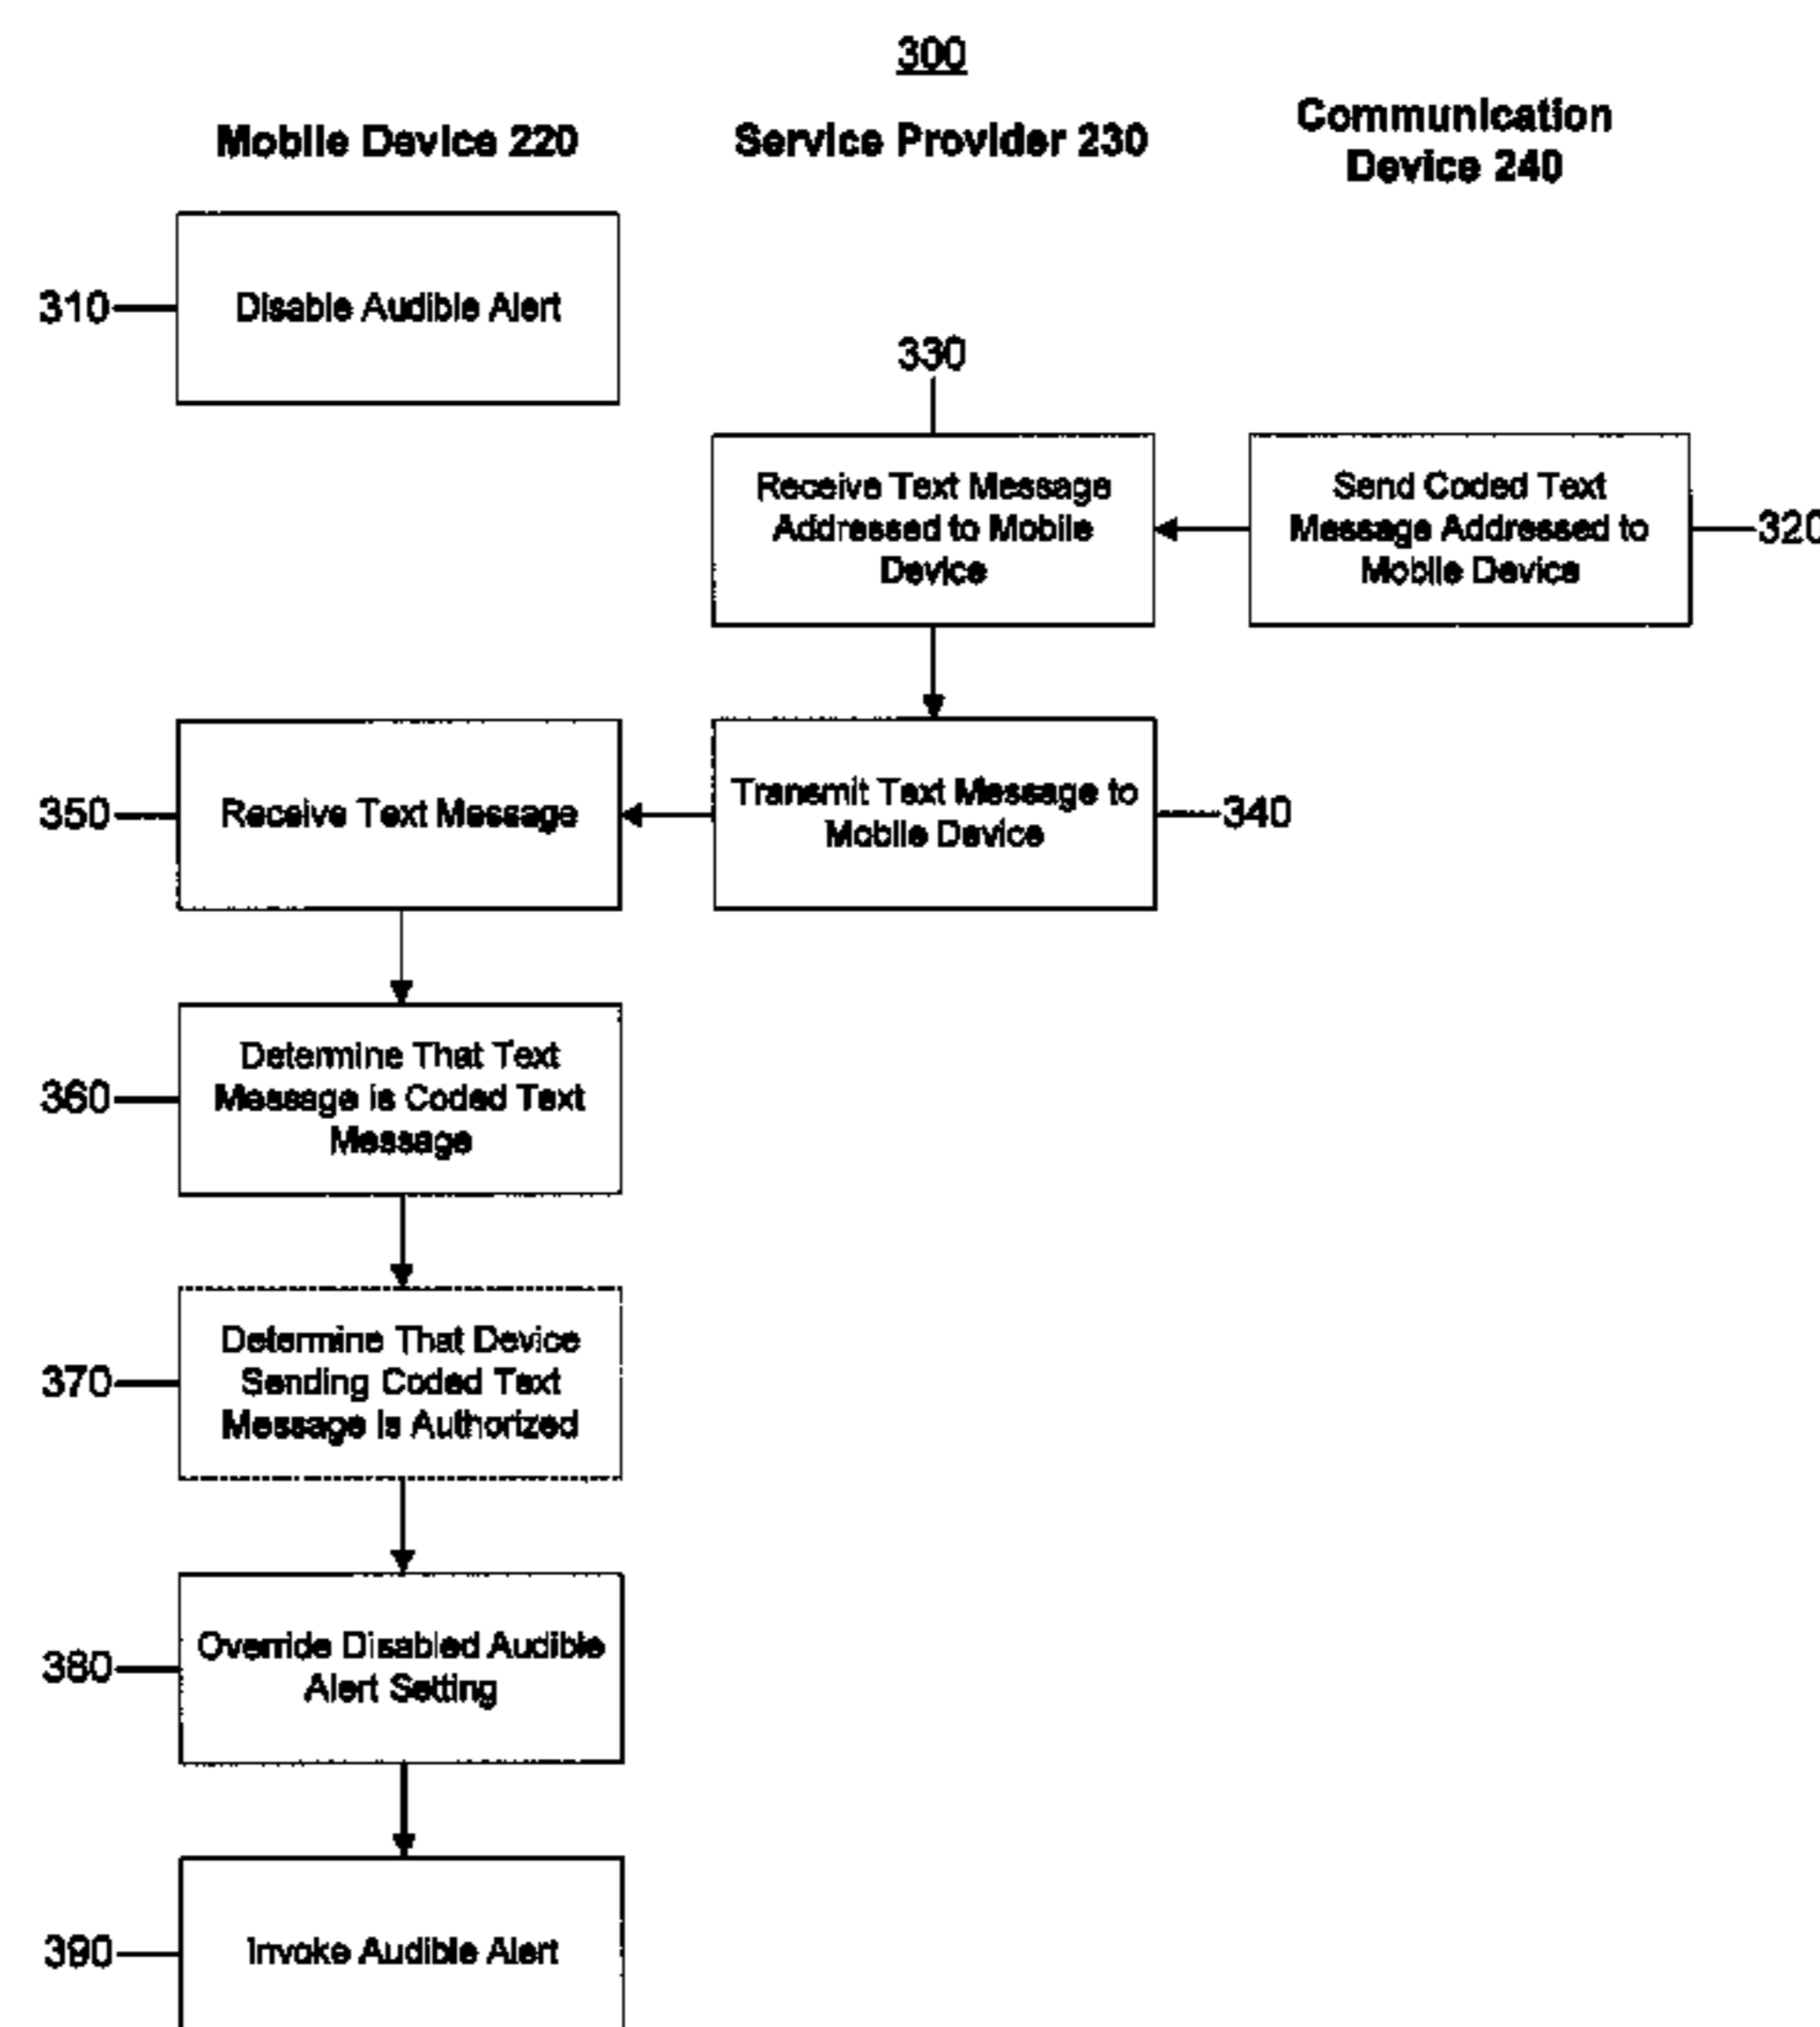 300
Mobile Device 220
Service Provider 230
Communication
Device 240
310
Disable Audible Alert
330
Receive Text Message
Addressed to Mobile
Device
Send Coded Text
Message Addressed to
Mobile Device
320
350
Receive Text Message
Transmit Text Message to
Mobile Device
340
360
Determine That Text
Message is Coded Text
Message
370
Determine That Device
Sending Coded Text
Message is Authorized
380
Override Disabled Audible
Alert Setting
390
Invoke Audible Alert